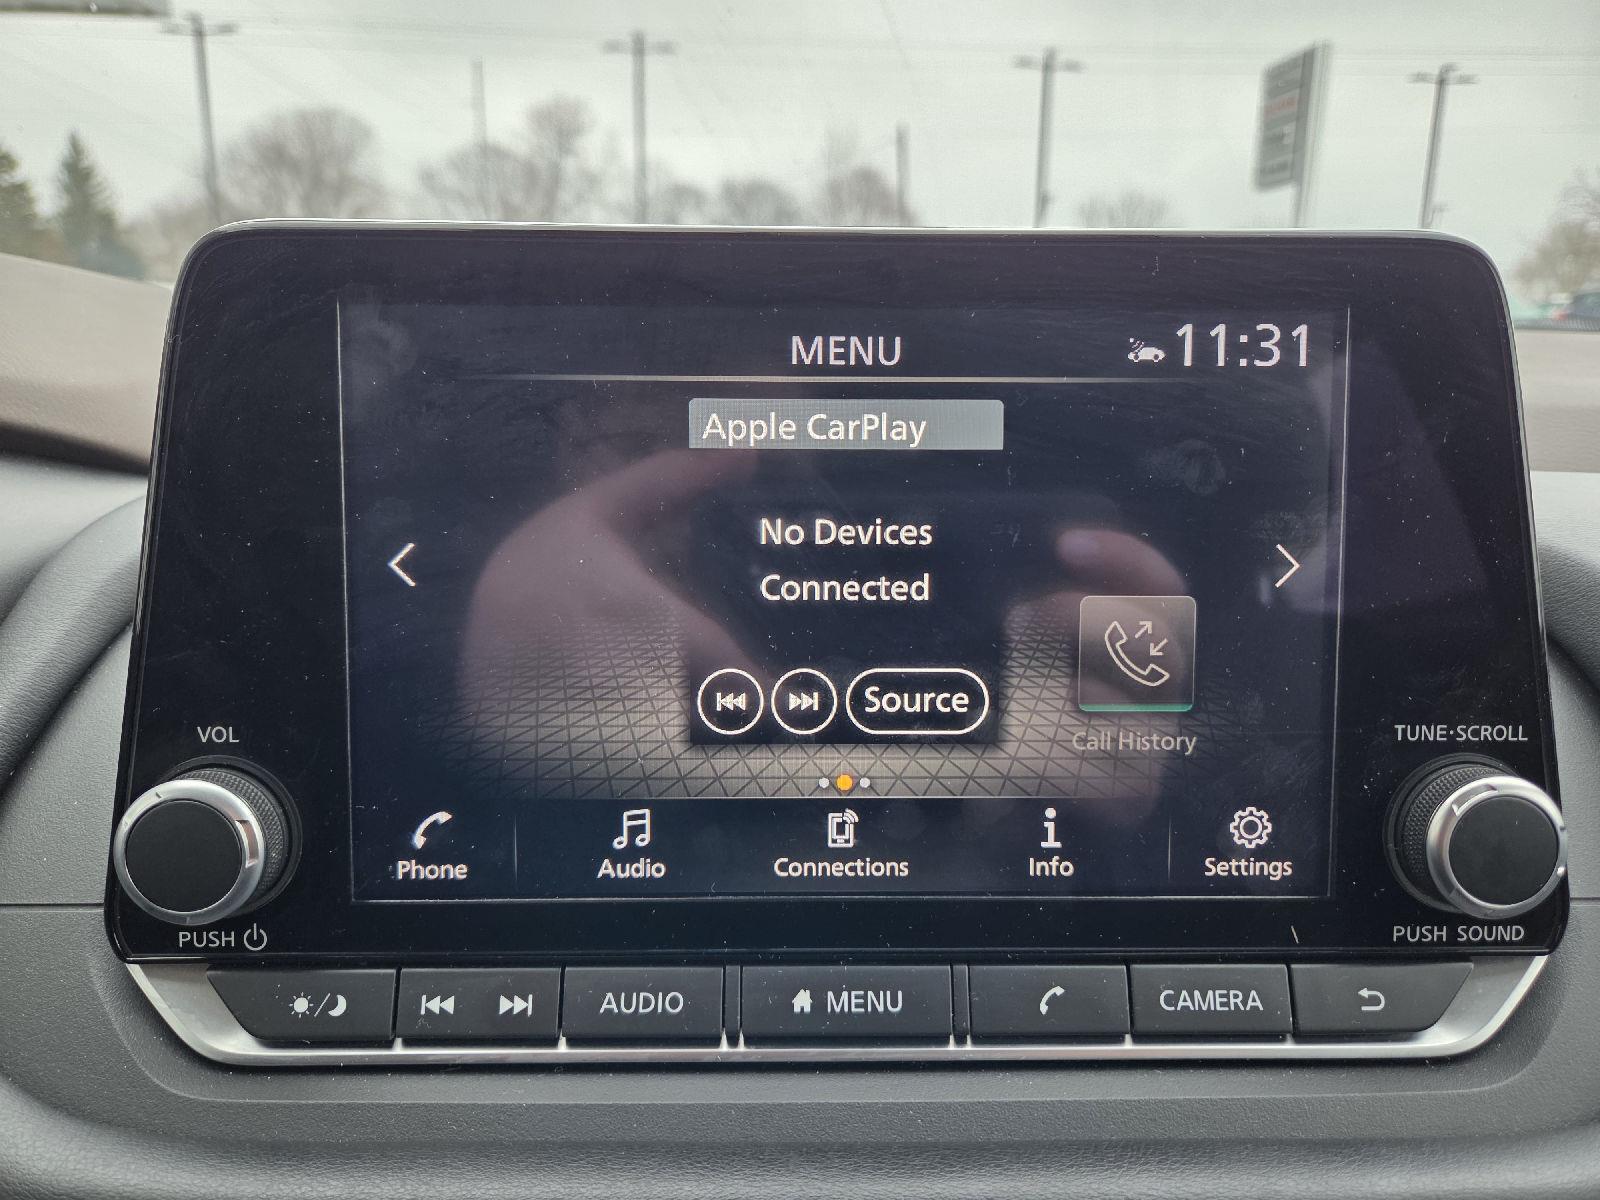 MENU
11:31
Apple CarPlay
No Devices
Connected
Source
Call History
Phone
Audio
Connections
Info
Settings
VOL
PUSH
TUNE·SCROLL
PUSH SOUND
AUDIO
MENU
CAMERA